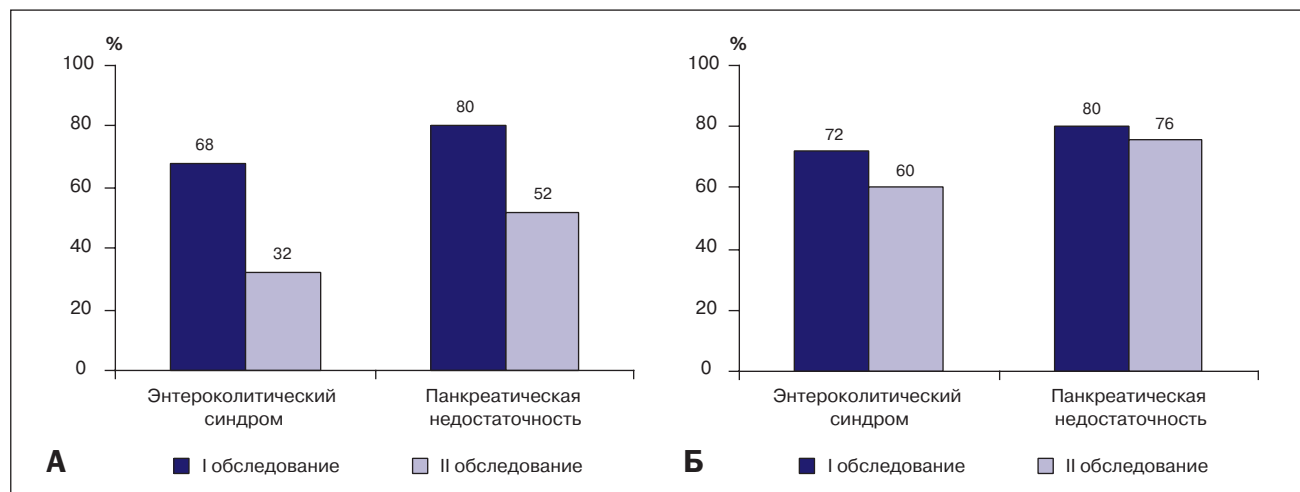 %
100
80
60
40
20
0
68
32
80
52
Энтероколитический
синдром
Панкреатическая
недостаточность
А
I обследование
II обследование
%
100
80
60
40
20
0
72
60
80
76
Энтероколитический
синдром
Панкреатическая
недостаточность
Б
I обследование
II обследование